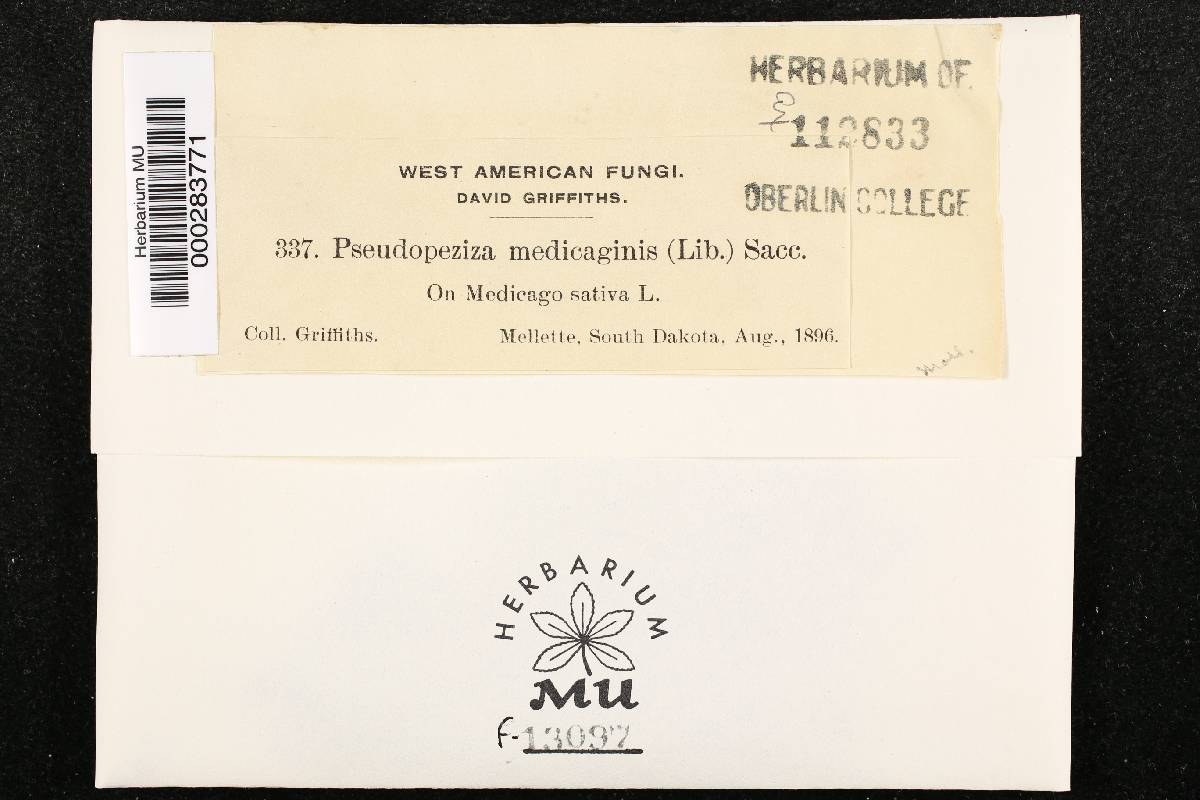 Herbarium MU
000283771
HERBARIUM OF
112833
OBERLIN COLLEGE
WEST AMERICAN FUNGI.
DAVID GRIFFITHS.
337. Pseudopeziza medicaginis (Lib.) Sacc.
On Medicago sativa L.
Coll. Griffiths. Mellette, South Dakota, Aug., 1896.
HERBARIUM
MU
F-13097